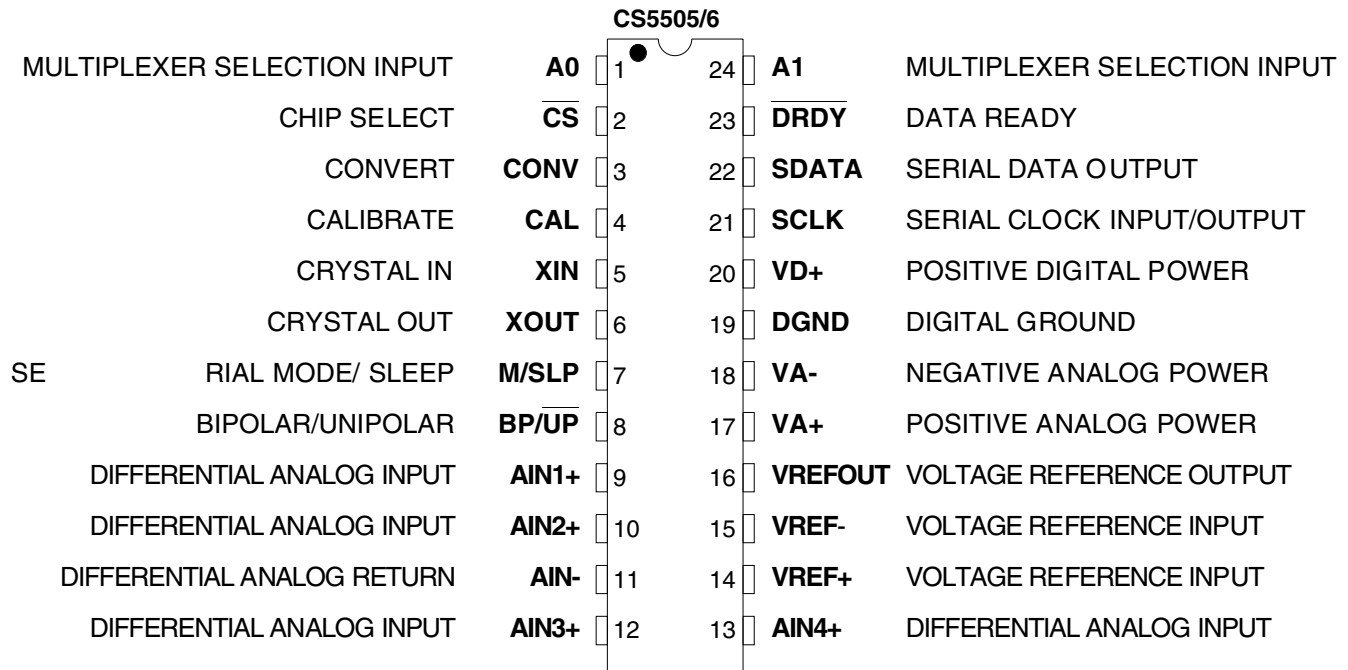 CS5505/6
MULTIPLEXER SELECTION INPUT A0 1 24 A1 MULTIPLEXER SELECTION INPUT
CHIP SELECT C̅S̅ 2 23 D̅R̅D̅Y̅ DATA READY
CONVERT CONV 3 22 SDATA SERIAL DATA OUTPUT
CALIBRATE CAL 4 21 SCLK SERIAL CLOCK INPUT/OUTPUT
CRYSTAL IN XIN 5 20 VD+ POSITIVE DIGITAL POWER
CRYSTAL OUT XOUT 6 19 DGND DIGITAL GROUND
SE RIAL MODE/ SLEEP M/SLP 7 18 VA- NEGATIVE ANALOG POWER
BIPOLAR/UNIPOLAR BP/U̅P̅ 8 17 VA+ POSITIVE ANALOG POWER
DIFFERENTIAL ANALOG INPUT AIN1+ 9 16 VREFOUT VOLTAGE REFERENCE OUTPUT
DIFFERENTIAL ANALOG INPUT AIN2+ 10 15 VREF- VOLTAGE REFERENCE INPUT
DIFFERENTIAL ANALOG RETURN AIN- 11 14 VREF+ VOLTAGE REFERENCE INPUT
DIFFERENTIAL ANALOG INPUT AIN3+ 12 13 AIN4+ DIFFERENTIAL ANALOG INPUT